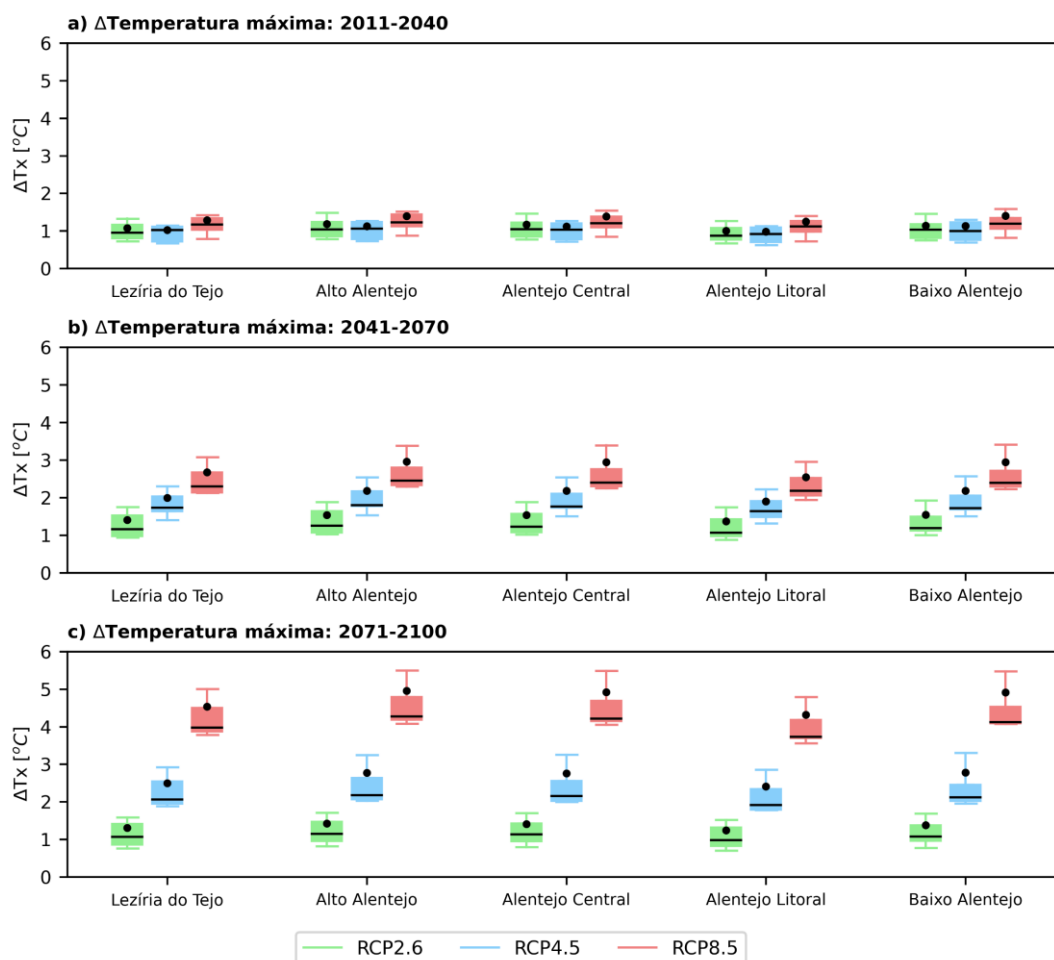 a) ΔTemperatura máxima: 2011-2040
6
5
4
3
2
1
0
ΔTx [°C]
Lezíria do Tejo Alto Alentejo Alentejo Central Alentejo Litoral Baixo Alentejo
b) ΔTemperatura máxima: 2041-2070
6
5
4
3
2
1
0
ΔTx [°C]
Lezíria do Tejo Alto Alentejo Alentejo Central Alentejo Litoral Baixo Alentejo
c) ΔTemperatura máxima: 2071-2100
6
5
4
3
2
1
0
ΔTx [°C]
Lezíria do Tejo Alto Alentejo Alentejo Central Alentejo Litoral Baixo Alentejo
RCP2.6 RCP4.5 RCP8.5